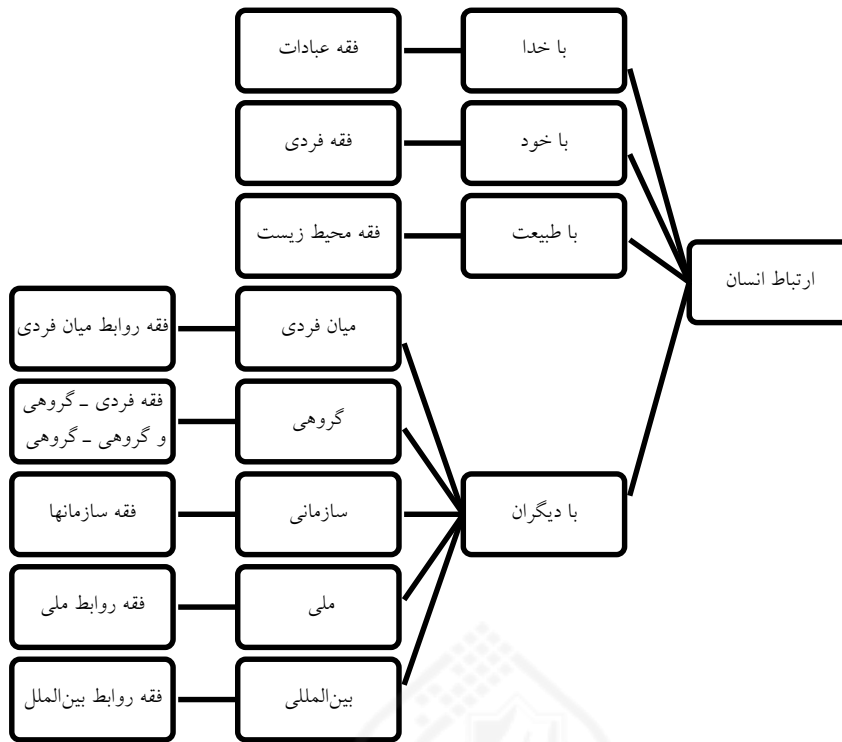 با خدا
فقه عبادات
با خود
فقه فردی
با طبیعت
فقه محیط زیست
ارتباط انسان
میان فردی
فقه روابط میان فردی
گروهی
فقه فردی ـ گروهی
و گروهی ـ گروهی
با دیگران
سازمانی
فقه سازمانها
ملی
فقه روابط ملی
بین‌المللی
فقه روابط بین‌الملل